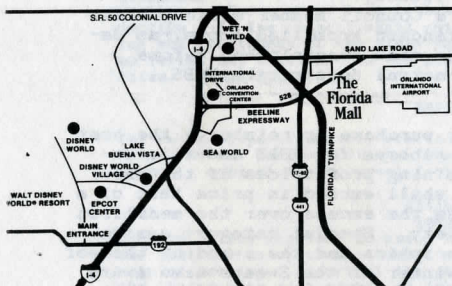 S.R. 50 COLONIAL DRIVE
I-4
WET 'N
WILD
SAND LAKE ROAD
INTERNATIONAL
DRIVE
ORLANDO
CONVENTION
CENTER
528
The
Florida
Mall
ORLANDO
INTERNATIONAL
AIRPORT
BEELINE
EXPRESSWAY
DISNEY
WORLD
LAKE
BUENA VISTA
SEA WORLD
DISNEY WORLD
VILLAGE
17-92
FLORIDA TURNPIKE
WALT DISNEY
WORLD® RESORT
EPCOT
CENTER
441
MAIN
ENTRANCE
192
I-4